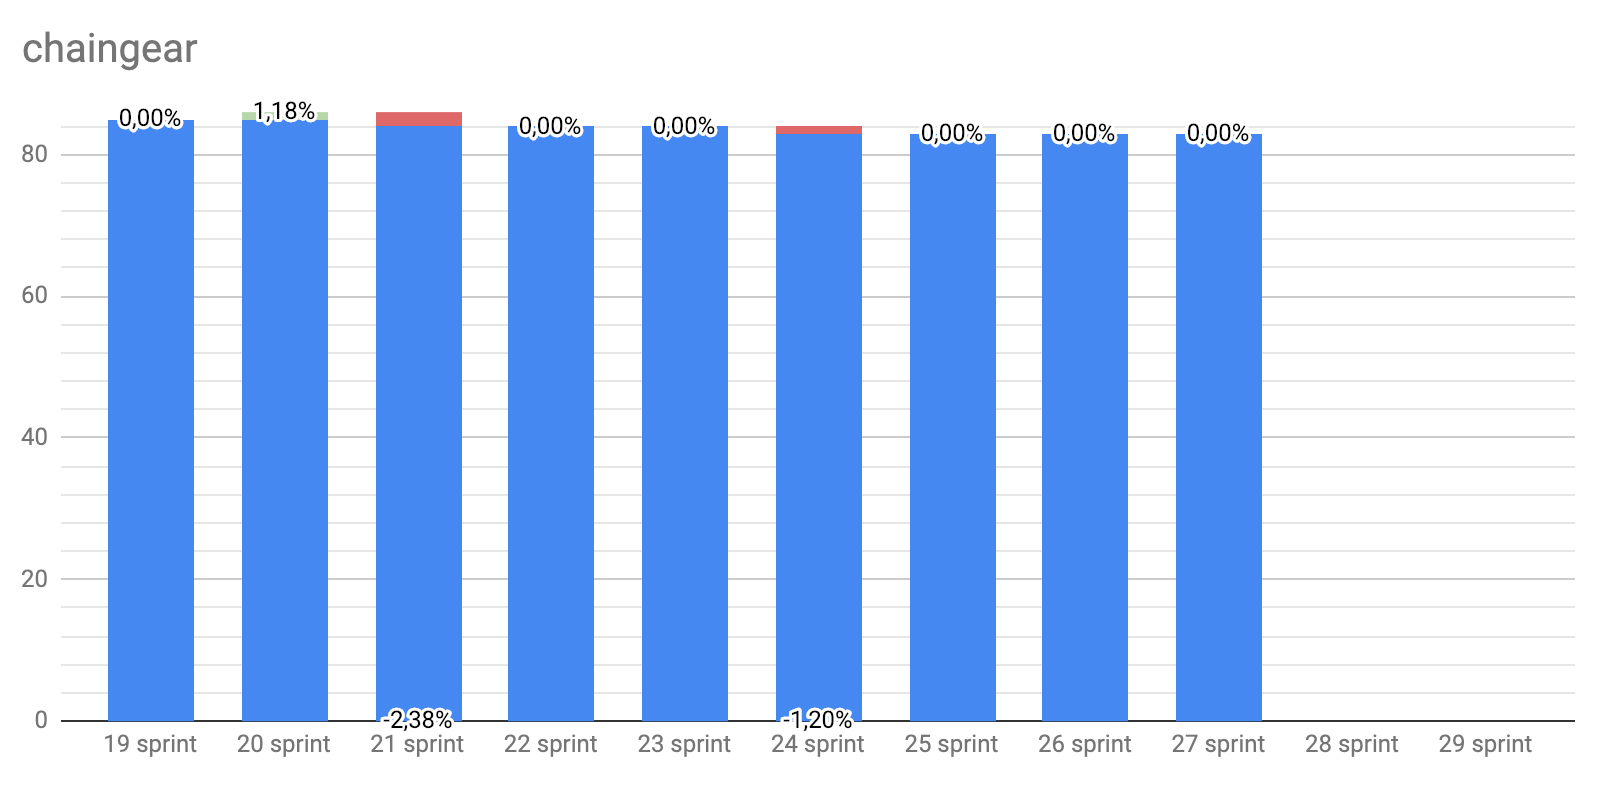 chaingear
0,00%
1,18%
0,00%
0,00%
0,00%
0,00%
0,00%
80
60
40
20
0
-2,38%
-1,20%
19 sprint
20 sprint
21 sprint
22 sprint
23 sprint
24 sprint
25 sprint
26 sprint
27 sprint
28 sprint
29 sprint